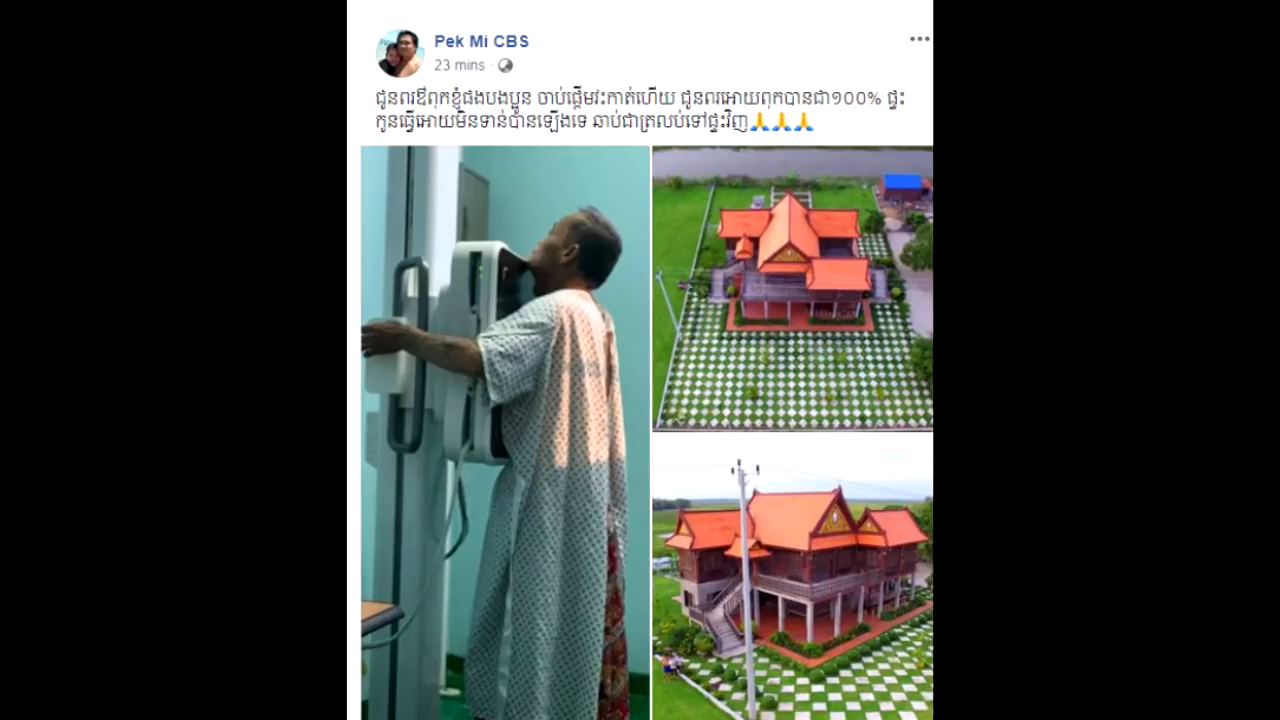 Pek Mi CBS
23 mins ·
ជូនពរឪពុកខ្ញុំផងបងប្អូន ចាប់ផ្តើមវះកាត់ហើយ ជូនពរអោយពុកបានជា១០០% ផ្ទះ
កូនធ្វើអោយមិនទាន់បានឡើងទេ ឆាប់ជាត្រលប់ទៅផ្ទះវិញ🙏🙏🙏